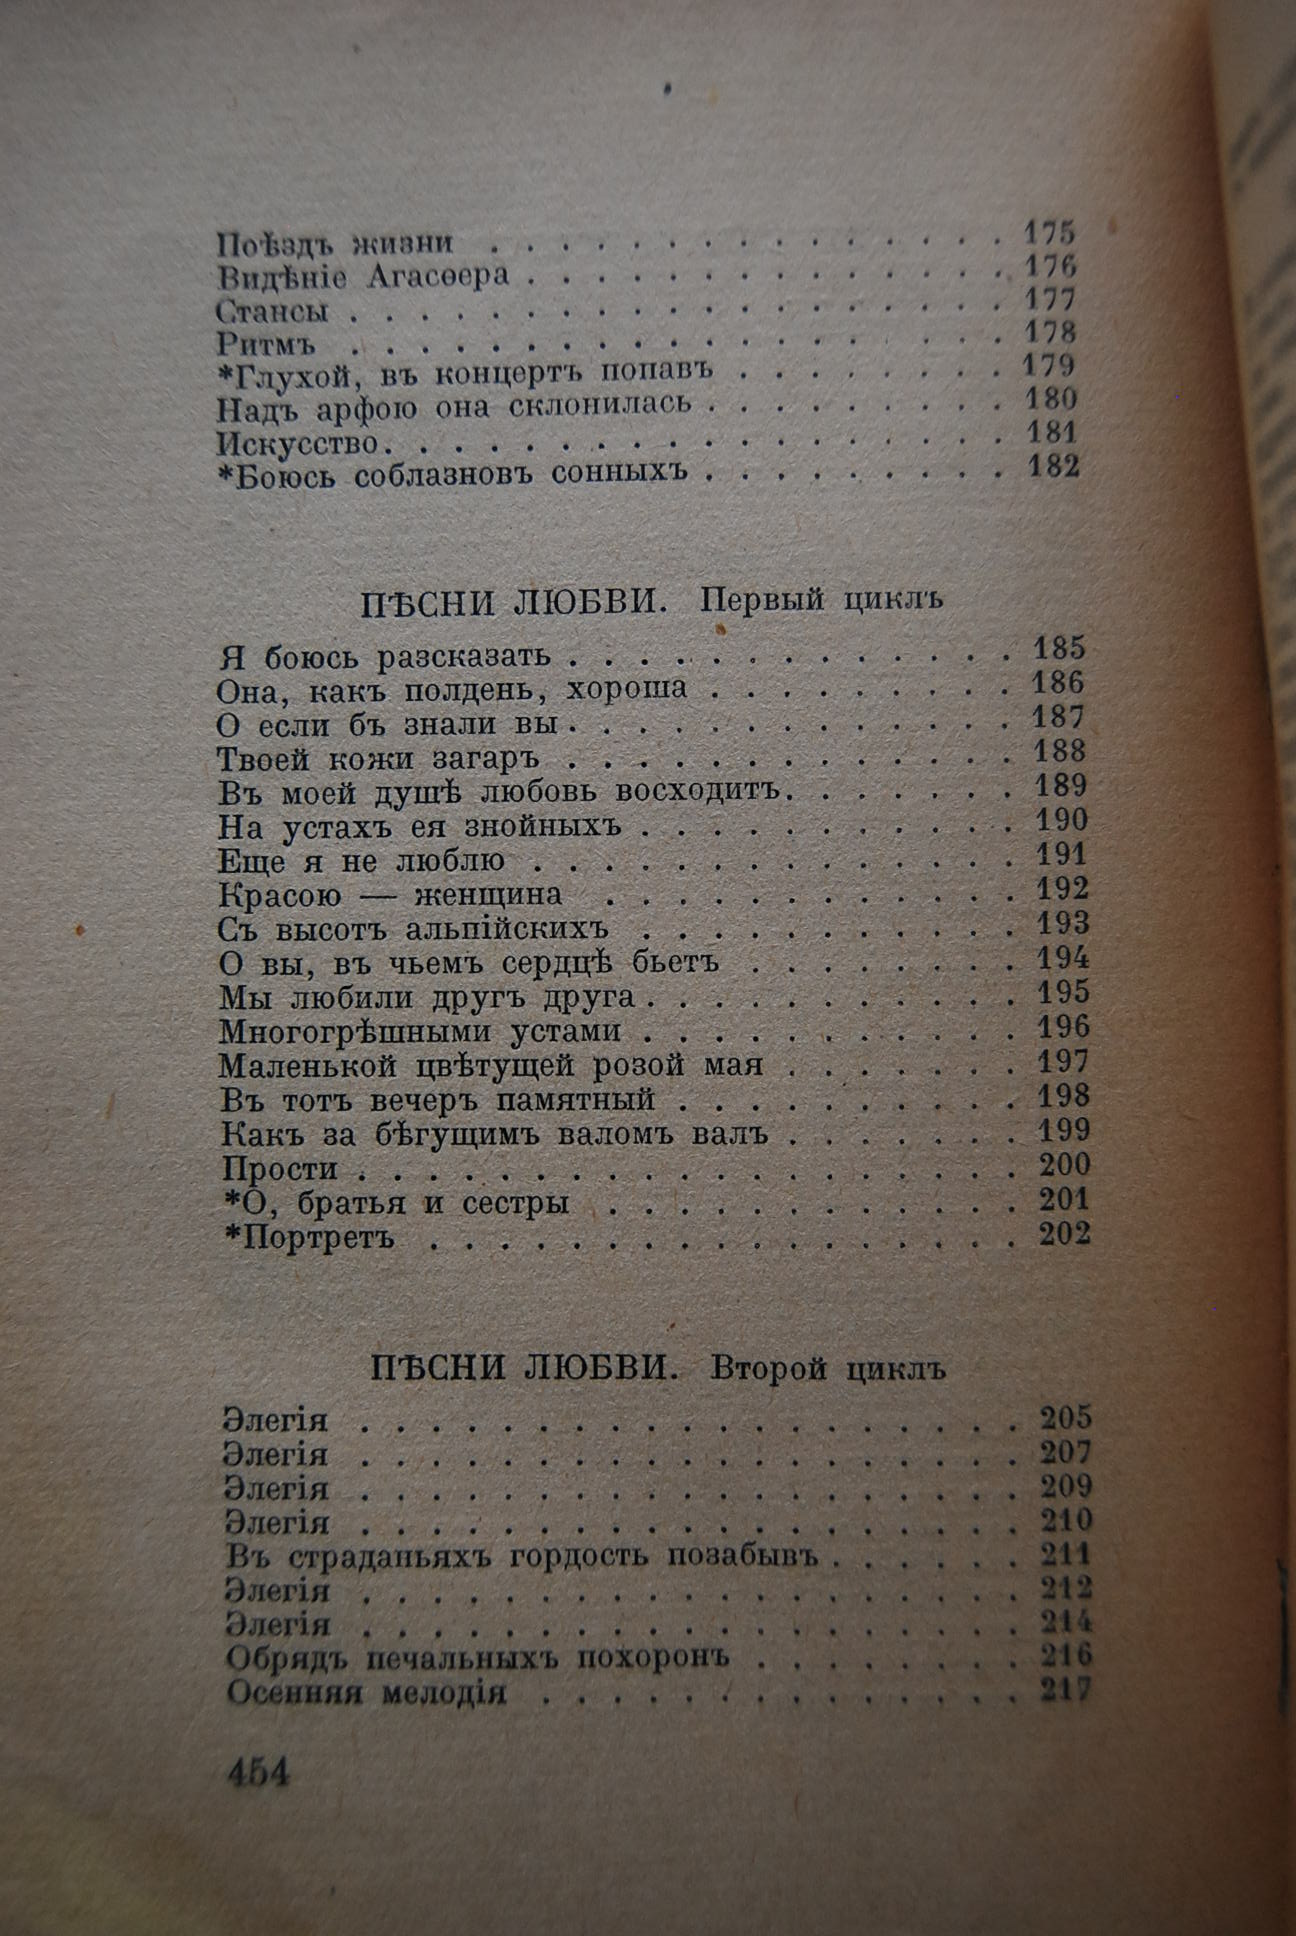 Поѣздъ жизни . . . . . . . . . . . . . . . 175
Видѣніе Агасѳера . . . . . . . . . . . . . . 176
Стансы . . . . . . . . . . . . . . . . . . . 177
Ритмъ . . . . . . . . . . . . . . . . . . . 178
*Глухой, въ концертъ попавъ . . . . . . . . 179
Надъ арфою она склонилась . . . . . . . . . 180
Искусство. . . . . . . . . . . . . . . . . . 181
*Боюсь соблазновъ сонныхъ . . . . . . . . . 182
ПѢСНИ ЛЮБВИ. Первый циклъ
Я боюсь разсказать . . . . . . . . . . . . . 185
Она, какъ полдень, хороша . . . . . . . . . 186
О если бъ знали вы . . . . . . . . . . . . . 187
Твоей кожи загаръ . . . . . . . . . . . . . 188
Въ моей душѣ любовь восходитъ. . . . . . . 189
На устахъ ея знойныхъ . . . . . . . . . . . 190
Еще я не люблю . . . . . . . . . . . . . . 191
Красою — женщина . . . . . . . . . . . . 192
Съ высотъ альпійскихъ . . . . . . . . . . . 193
О вы, въ чьемъ сердцѣ бьетъ . . . . . . . . 194
Мы любили другъ друга . . . . . . . . . . . 195
Многогрѣшными устами . . . . . . . . . . . 196
Маленькой цвѣтущей розой мая . . . . . . . 197
Въ тотъ вечеръ памятный . . . . . . . . . . 198
Какъ за бѣгущимъ валомъ валъ . . . . . . . 199
Прости . . . . . . . . . . . . . . . . . . . 200
*О, братья и сестры . . . . . . . . . . . . 201
*Портретъ . . . . . . . . . . . . . . . . . 202
ПѢСНИ ЛЮБВИ. Второй циклъ
Элегія . . . . . . . . . . . . . . . . . . . 205
Элегія . . . . . . . . . . . . . . . . . . . 207
Элегія . . . . . . . . . . . . . . . . . . . 209
Элегія . . . . . . . . . . . . . . . . . . . 210
Въ страданьяхъ гордость позабывъ . . . . . . 211
Элегія . . . . . . . . . . . . . . . . . . . 212
Элегія . . . . . . . . . . . . . . . . . . . 214
Обрядъ печальныхъ похоронъ . . . . . . . . 216
Осенняя мелодія . . . . . . . . . . . . . . 217
454